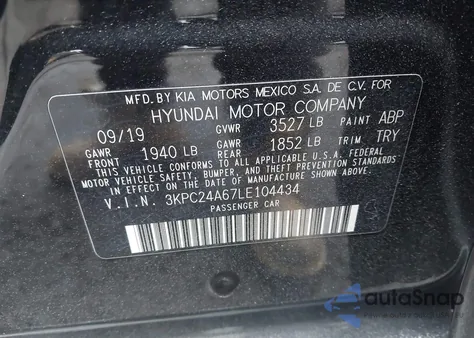 MFD. BY KIA MOTORS MEXICO S.A. DE C.V. FOR
HYUNDAI MOTOR COMPANY
09/19 GVWR 3527 LB PAINT ABP
GAWR FRONT 1940 LB GAWR REAR 1852 LB TRIM TRY
THIS VEHICLE CONFORMS TO ALL APPLICABLE U.S.A. FEDERAL
MOTOR VEHICLE SAFETY, BUMPER, AND THEFT PREVENTION STANDARDS
IN EFFECT ON THE DATE OF MANUFACTURE SHOWN ABOVE.
V.I.N. 3KPC24A67LE104434
PASSENGER CAR
autoSnap